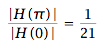 |H(π)| / |H(0)| = 1 / 21